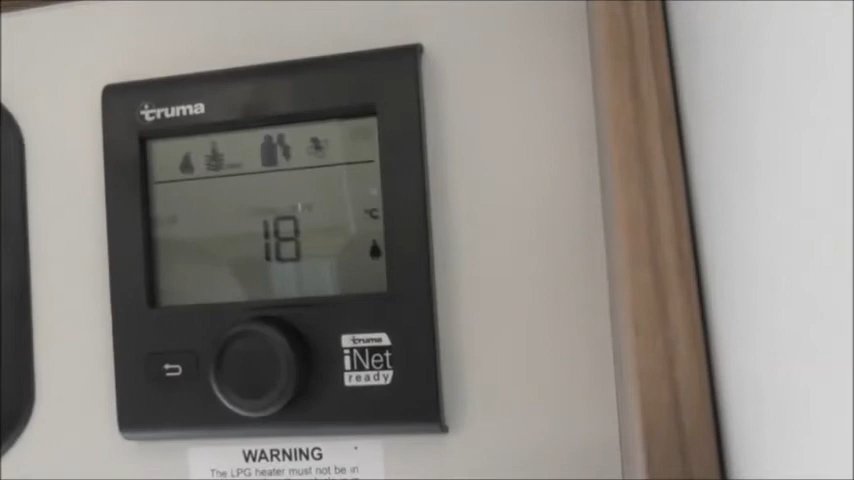 truma
18
°C
truma
iNet
ready
WARNING
The LPG heater must not be in